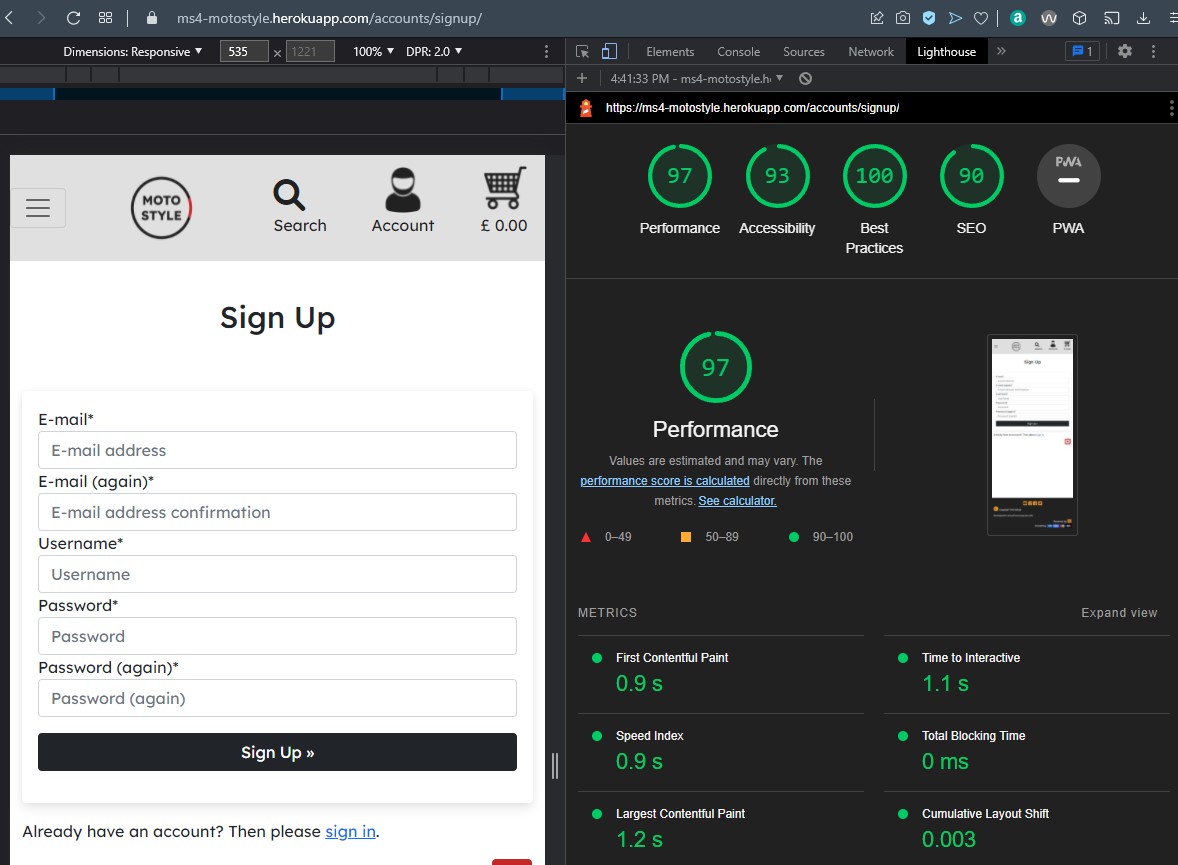 ms4-motostyle.herokuapp.com/accounts/signup/
Dimensions: Responsive ▼ 535 × 1221 100% ▼ DPR: 2.0 ▼
Elements Console Sources Network Lighthouse » 1
4:41:33 PM - ms4-motostyle.h
https://ms4-motostyle.herokuapp.com/accounts/signup/
MOTO
STYLE
Search
Account
£ 0.00
Sign Up
E-mail*
E-mail address
E-mail (again)*
E-mail address confirmation
Username*
Username
Password*
Password
Password (again)*
Password (again)
Sign Up »
Already have an account? Then please sign in.
97 93 100 90 PWA
Performance Accessibility Best Practices SEO PWA
97
Performance
Values are estimated and may vary. The
performance score is calculated directly from these
metrics. See calculator.
0–49 50–89 90–100
Sign Up
METRICS Expand view
First Contentful Paint
0.9 s
Time to Interactive
1.1 s
Speed Index
0.9 s
Total Blocking Time
0 ms
Largest Contentful Paint
1.2 s
Cumulative Layout Shift
0.003